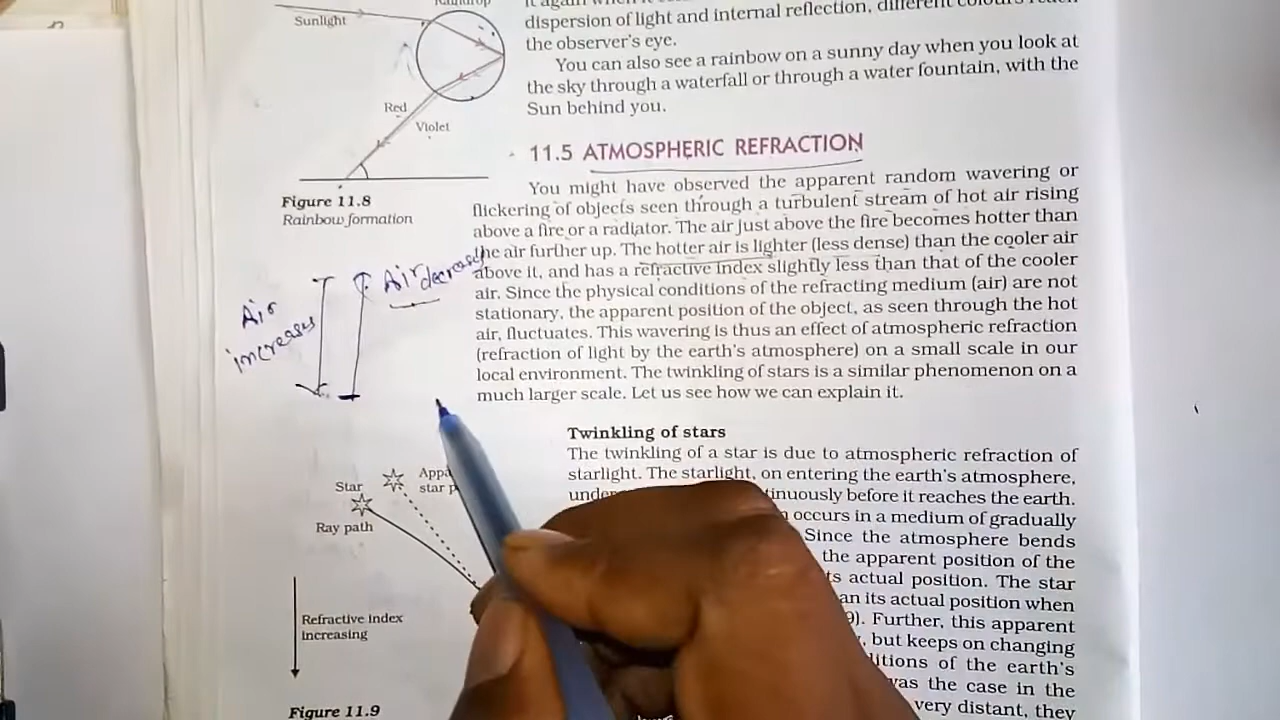 Sunlight
Red
Violet
Figure 11.8
Rainbow formation
Air
increases
Air decreases
Star
Ray path
star
Refractive index
increasing
Figure 11.9
dispersion of light and internal reflection, different colours reach
the observer's eye.
You can also see a rainbow on a sunny day when you look at
the sky through a waterfall or through a water fountain, with the
Sun behind you.
11.5 ATMOSPHERIC REFRACTION
You might have observed the apparent random wavering or
flickering of objects seen through a turbulent stream of hot air rising
above a fire or a radiator. The air just above the fire becomes hotter than
the air further up. The hotter air is lighter (less dense) than the cooler air
above it, and has a refractive index slightly less than that of the cooler
air. Since the physical conditions of the refracting medium (air) are not
stationary, the apparent position of the object, as seen through the hot
air, fluctuates. This wavering is thus an effect of atmospheric refraction
(refraction of light by the earth's atmosphere) on a small scale in our
local environment. The twinkling of stars is a similar phenomenon on a
much larger scale. Let us see how we can explain it.
Twinkling of stars
The twinkling of a star is due to atmospheric refraction of
starlight. The starlight, on entering the earth's atmosphere,
before it reaches the earth.
occurs in a medium of gradually
Since the atmosphere bends
the apparent position of the
its actual position. The star
than its actual position when
Further, this apparent
but keeps on changing
of the earth's
was the case in the
very distant, they